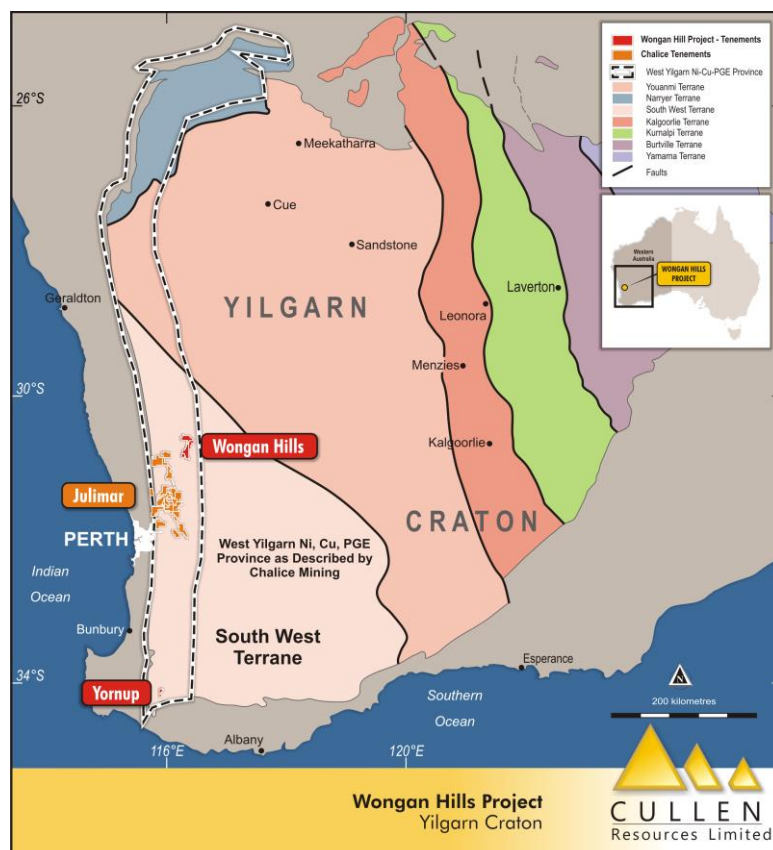 Wongan Hill Project - Tenements
Chalice Tenements
West Yilgarn Ni-Cu-PGE Province
Youanmi Terrane
Narryer Terrane
South West Terrane
Kalgoorlie Terrane
Kurnalpi Terrane
Burtville Terrane
Yamarna Terrane
Faults
Western
Australia
WONGAN HILLS
PROJECT
26°S
Meekatharra
Cue
Sandstone
Laverton
Geraldton
YILGARN
Leonora
30°S
Menzies
Wongan Hills
Kalgoorlie
Julimar
CRATON
PERTH
West Yilgarn Ni, Cu, PGE
Province as Described by
Chalice Mining
Indian
Ocean
Bunbury
South West
Terrane
Esperance
34°S
Yornup
N
200 kilometres
Southern
Ocean
Albany
116°E
120°E
Wongan Hills Project
Yilgarn Craton
CULLEN
Resources Limited